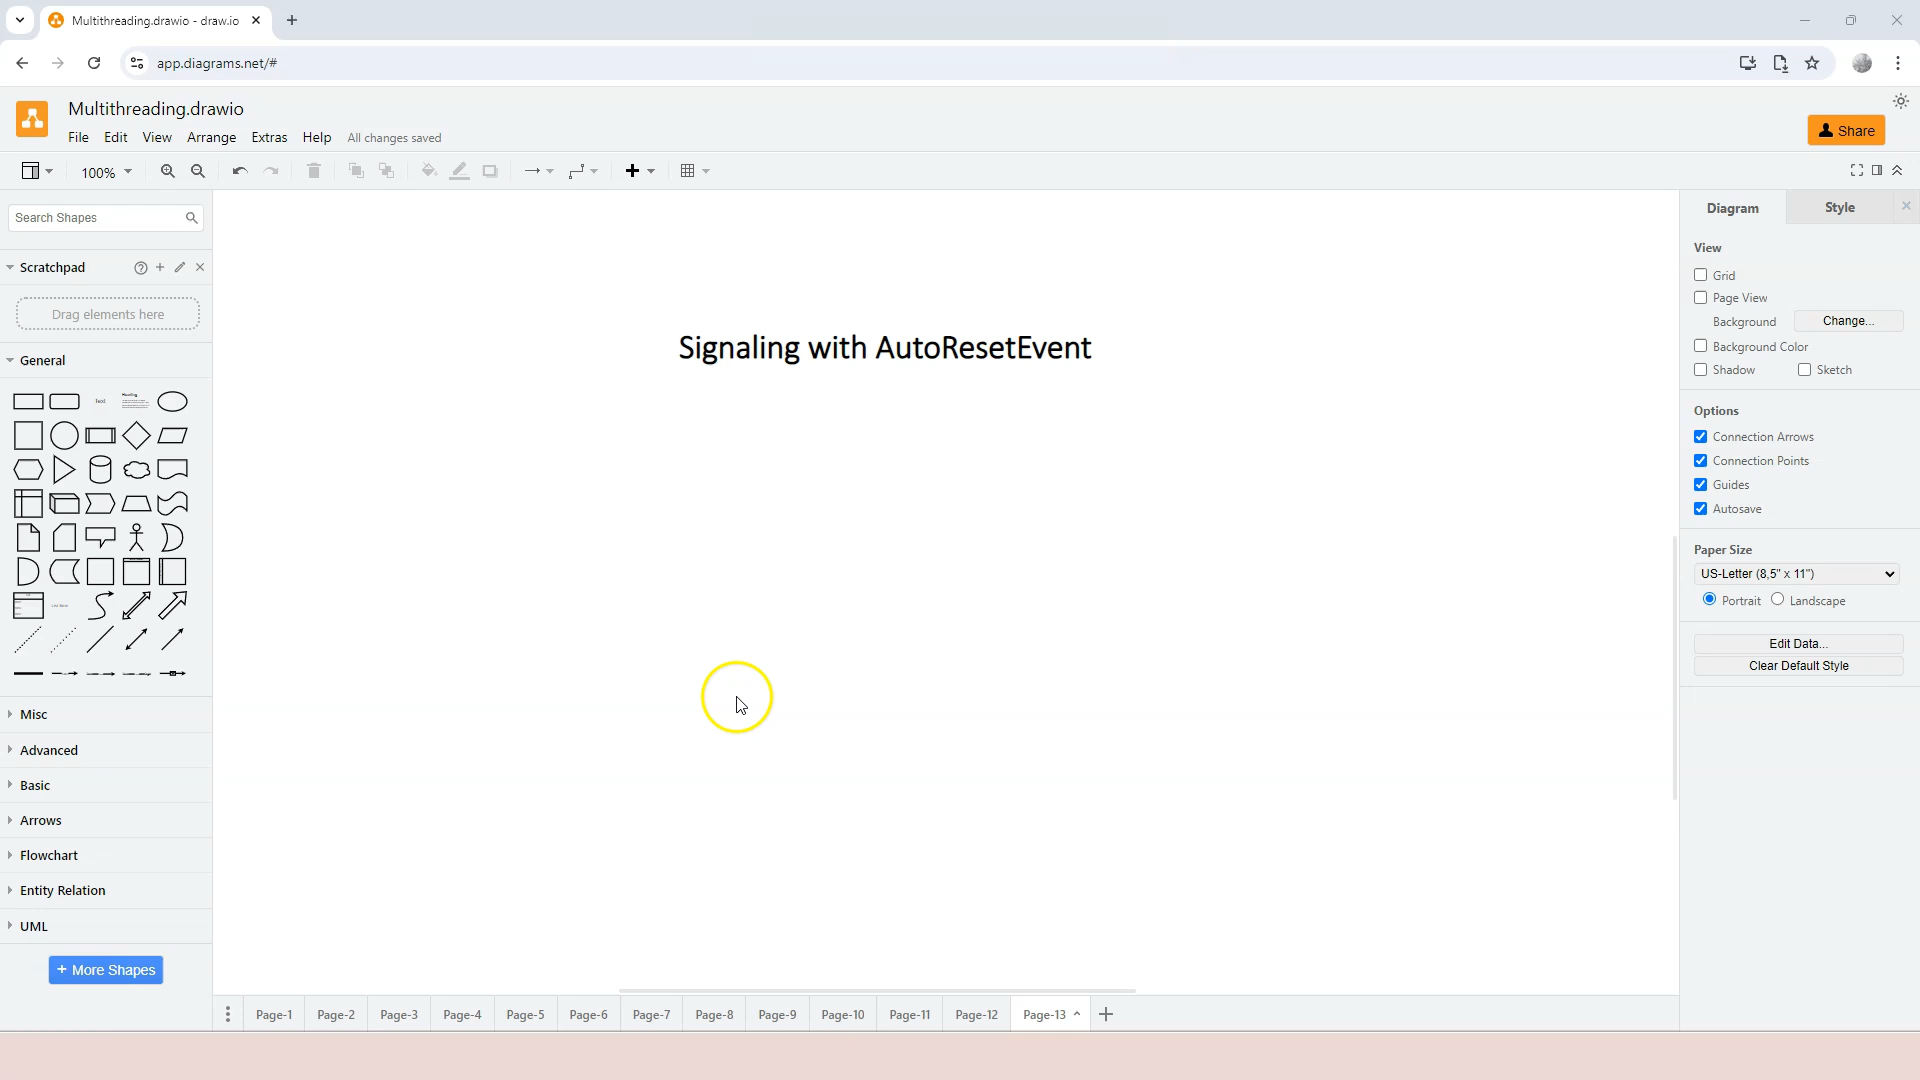 Multithreading.drawio - draw.io
app.diagrams.net/#
Multithreading.drawio
File Edit View Arrange Extras Help All changes saved
Share
100%
Search Shapes
Scratchpad
Drag elements here
General
Text
Heading
Misc
Advanced
Basic
Arrows
Flowchart
Entity Relation
UML
+ More Shapes
Signaling with AutoResetEvent
Page-1 Page-2 Page-3 Page-4 Page-5 Page-6 Page-7 Page-8 Page-9 Page-10 Page-11 Page-12 Page-13
Diagram Style
View
Grid
Page View
Background Change...
Background Color
Shadow Sketch
Options
Connection Arrows
Connection Points
Guides
Autosave
Paper Size
US-Letter (8,5" x 11")
Portrait Landscape
Edit Data...
Clear Default Style